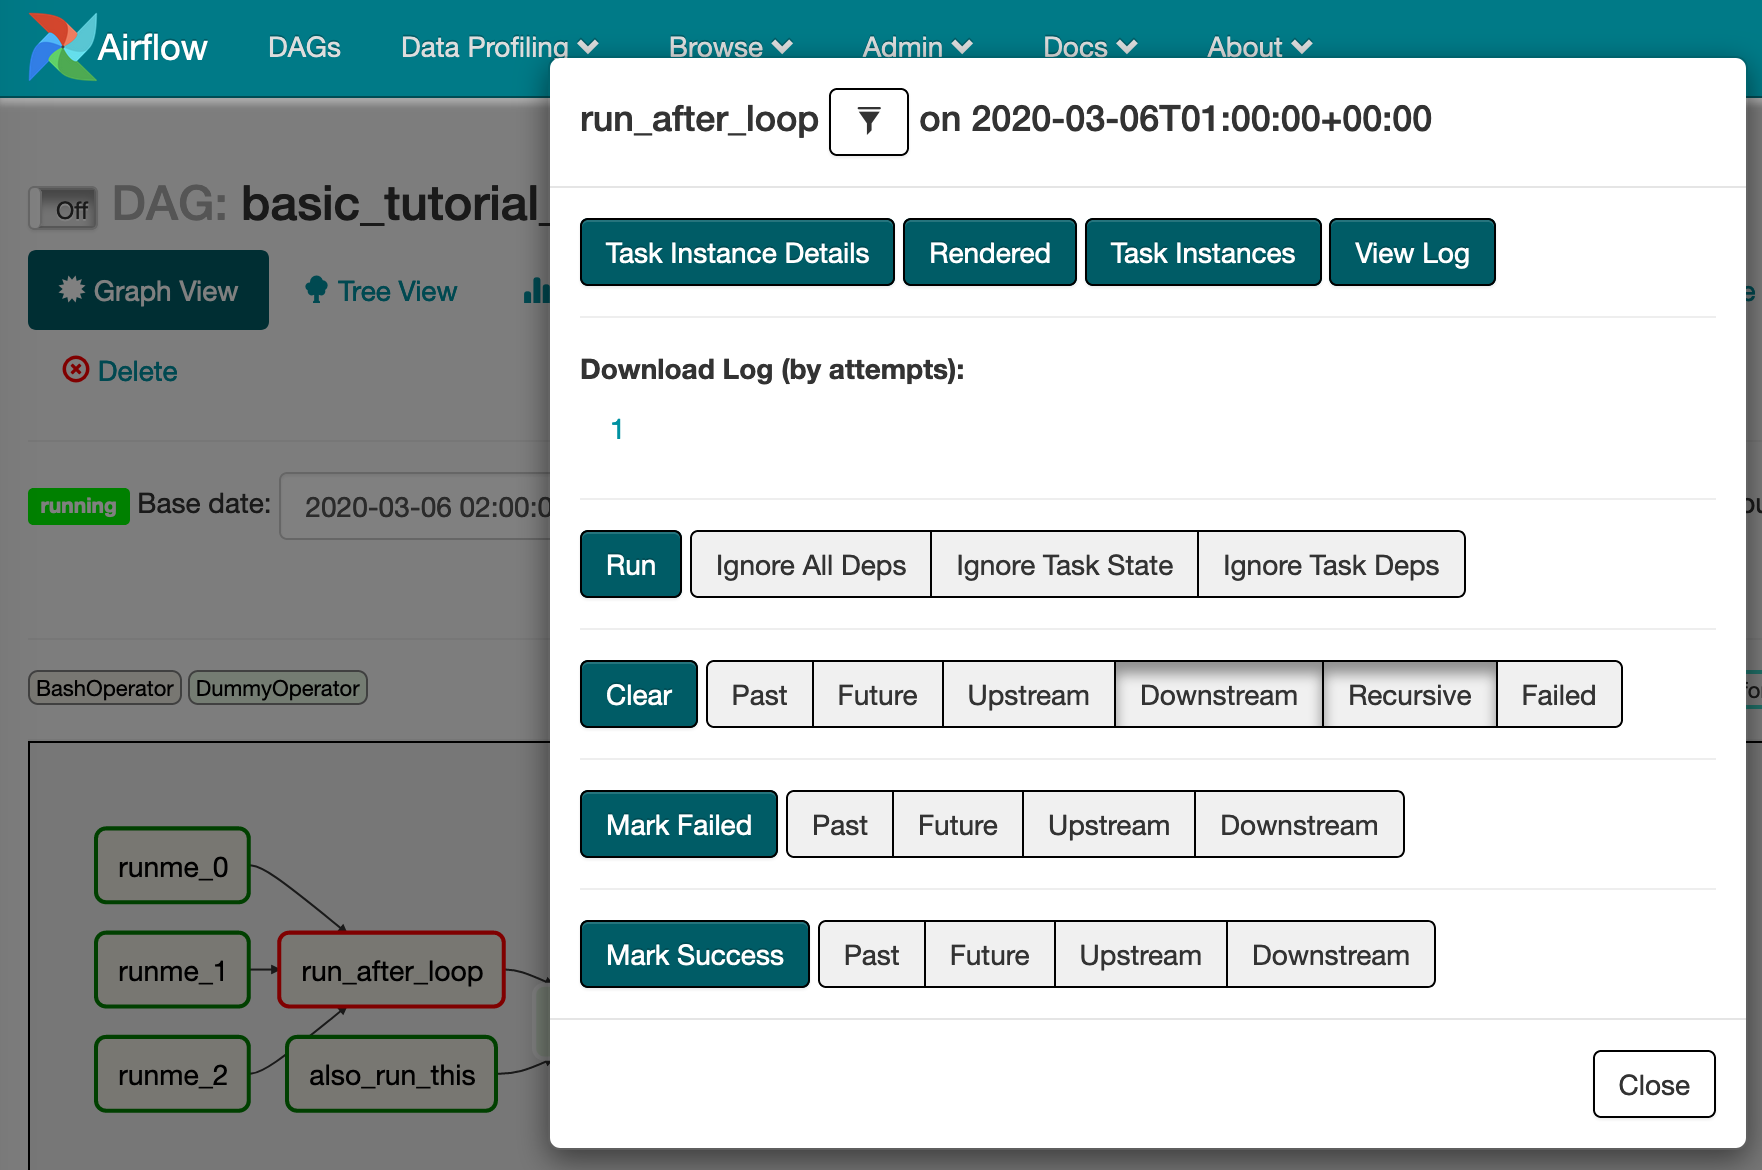 Airflow DAGs Data Profiling Browse Admin Docs About
run_after_loop on 2020-03-06T01:00:00+00:00
Off DAG: basic_tutorial_
Task Instance Details Rendered Task Instances View Log
Graph View Tree View
Delete
Download Log (by attempts):
1
running Base date: 2020-03-06 02:00:0
Run Ignore All Deps Ignore Task State Ignore Task Deps
BashOperator DummyOperator
Clear Past Future Upstream Downstream Recursive Failed
Mark Failed Past Future Upstream Downstream
Mark Success Past Future Upstream Downstream
runme_0
runme_1 run_after_loop
runme_2 also_run_this
Close